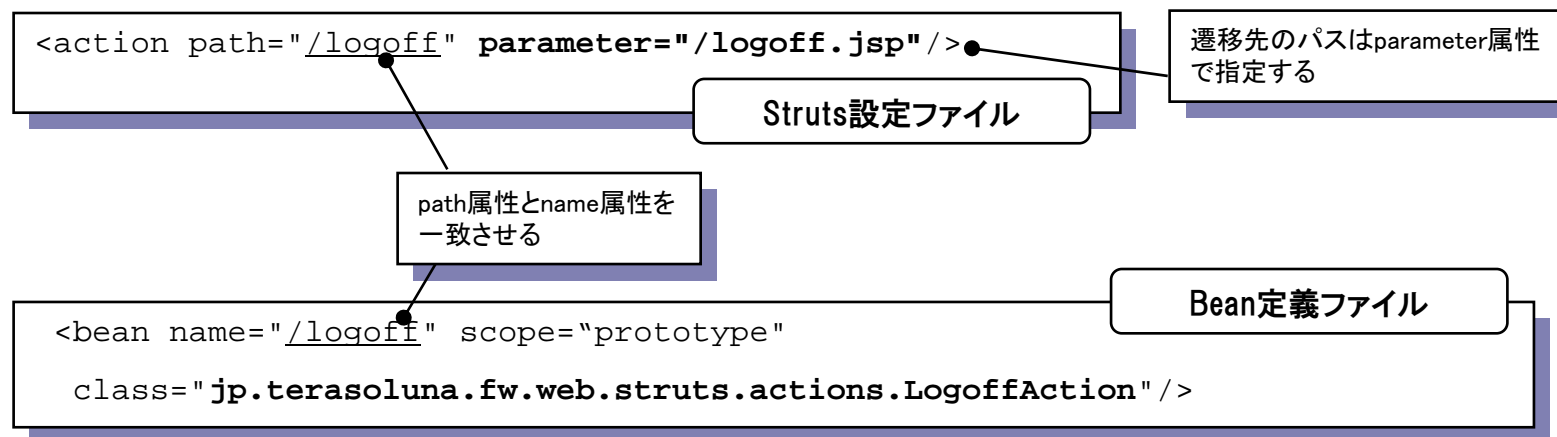 <action path="/logoff" parameter="/logoff.jsp"/>
遷移先のパスはparameter属性
で指定する
Struts設定ファイル
path属性とname属性を
一致させる
Bean定義ファイル
<bean name="/logoff" scope=“prototype"
class="jp.terasoluna.fw.web.struts.actions.LogoffAction"/>